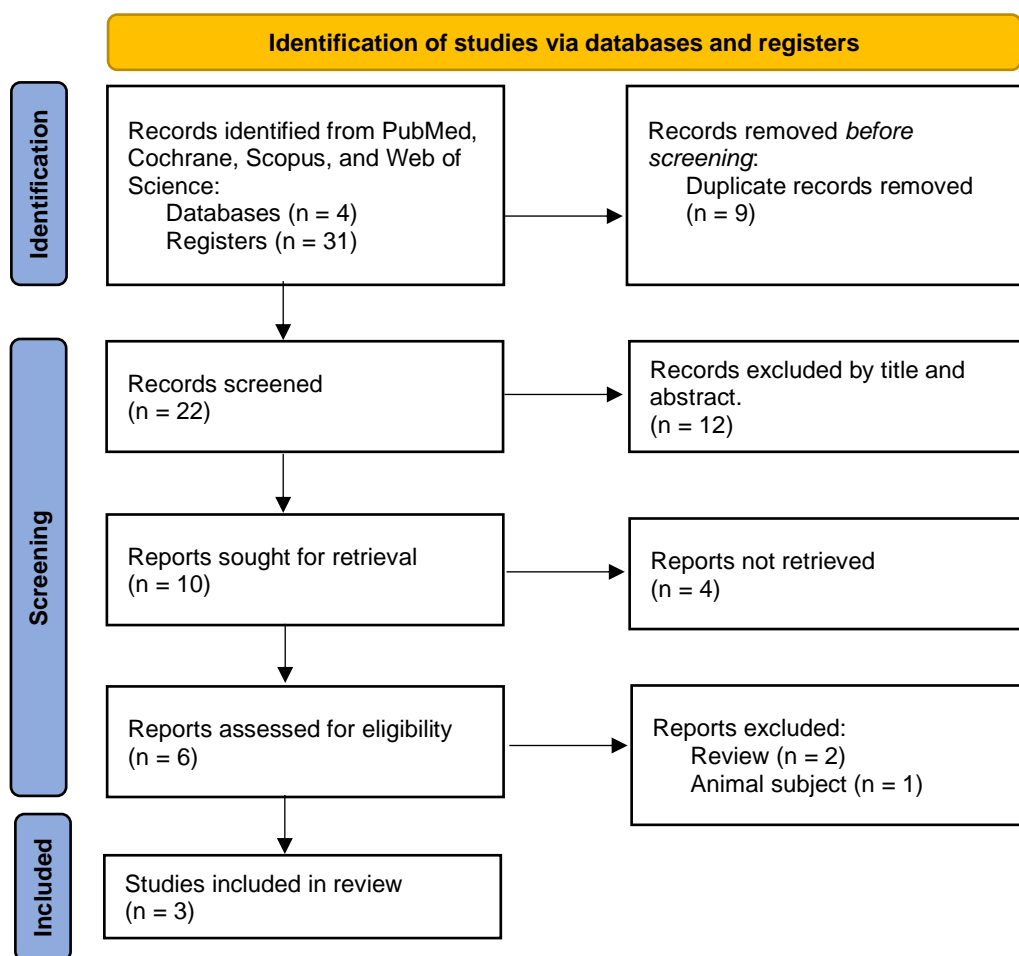 Identification of studies via databases and registers
Identification
Records identified from PubMed,
Cochrane, Scopus, and Web of
Science:
Databases (n = 4)
Registers (n = 31)
Records removed before
screening:
Duplicate records removed
(n = 9)
Screening
Records screened
(n = 22)
Records excluded by title and
abstract.
(n = 12)
Reports sought for retrieval
(n = 10)
Reports not retrieved
(n = 4)
Reports assessed for eligibility
(n = 6)
Reports excluded:
Review (n = 2)
Animal subject (n = 1)
Included
Studies included in review
(n = 3)